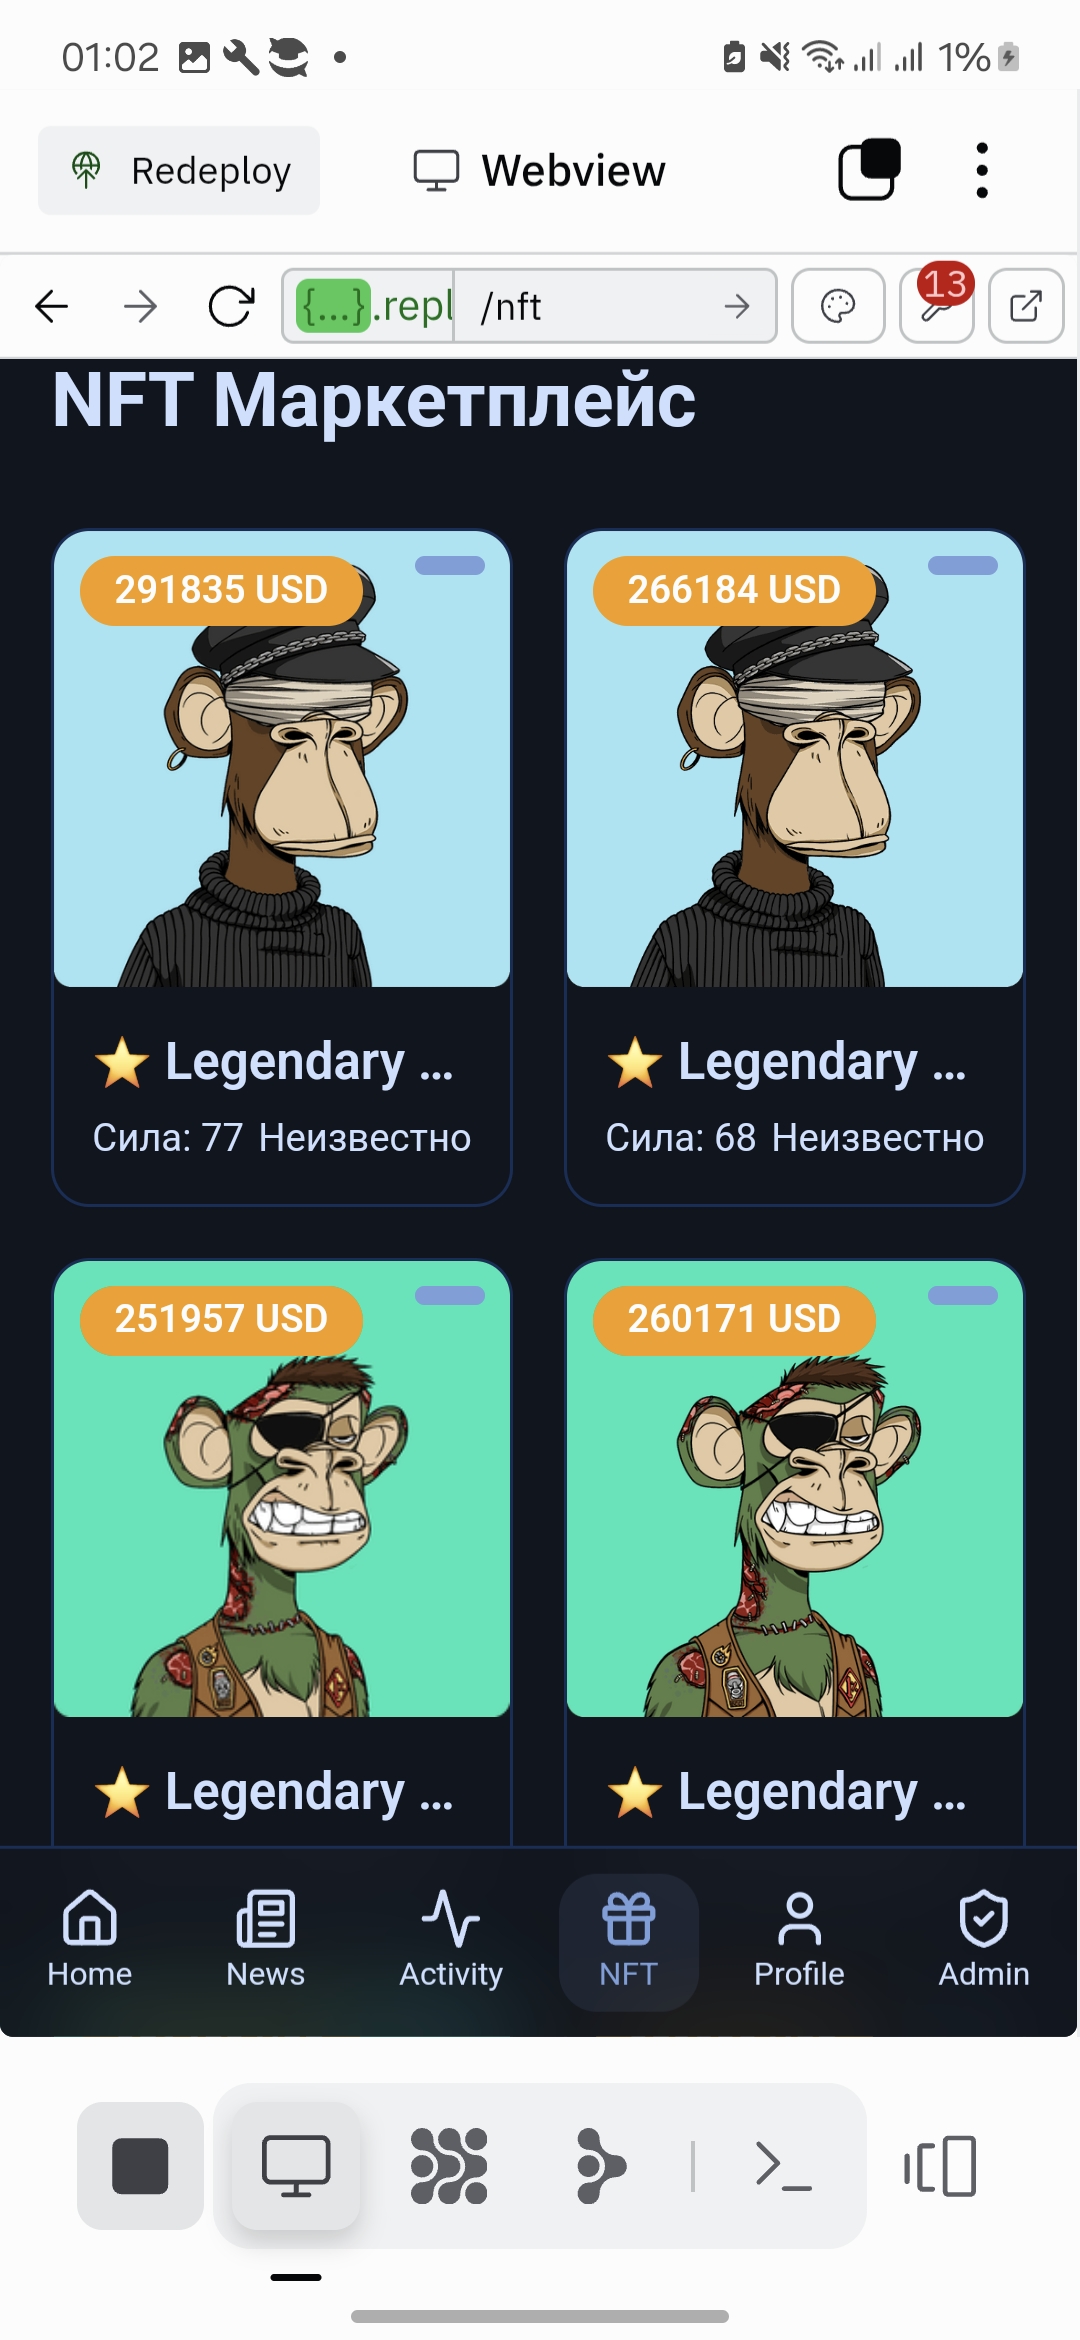 01:02
1%
Redeploy
Webview
{...}.repl
/nft
13
NFT Маркетплейс
291835 USD
266184 USD
⭐ Legendary ...
⭐ Legendary ...
Сила: 77 Неизвестно
Сила: 68 Неизвестно
251957 USD
260171 USD
⭐ Legendary ...
⭐ Legendary ...
Home
News
Activity
NFT
Profile
Admin